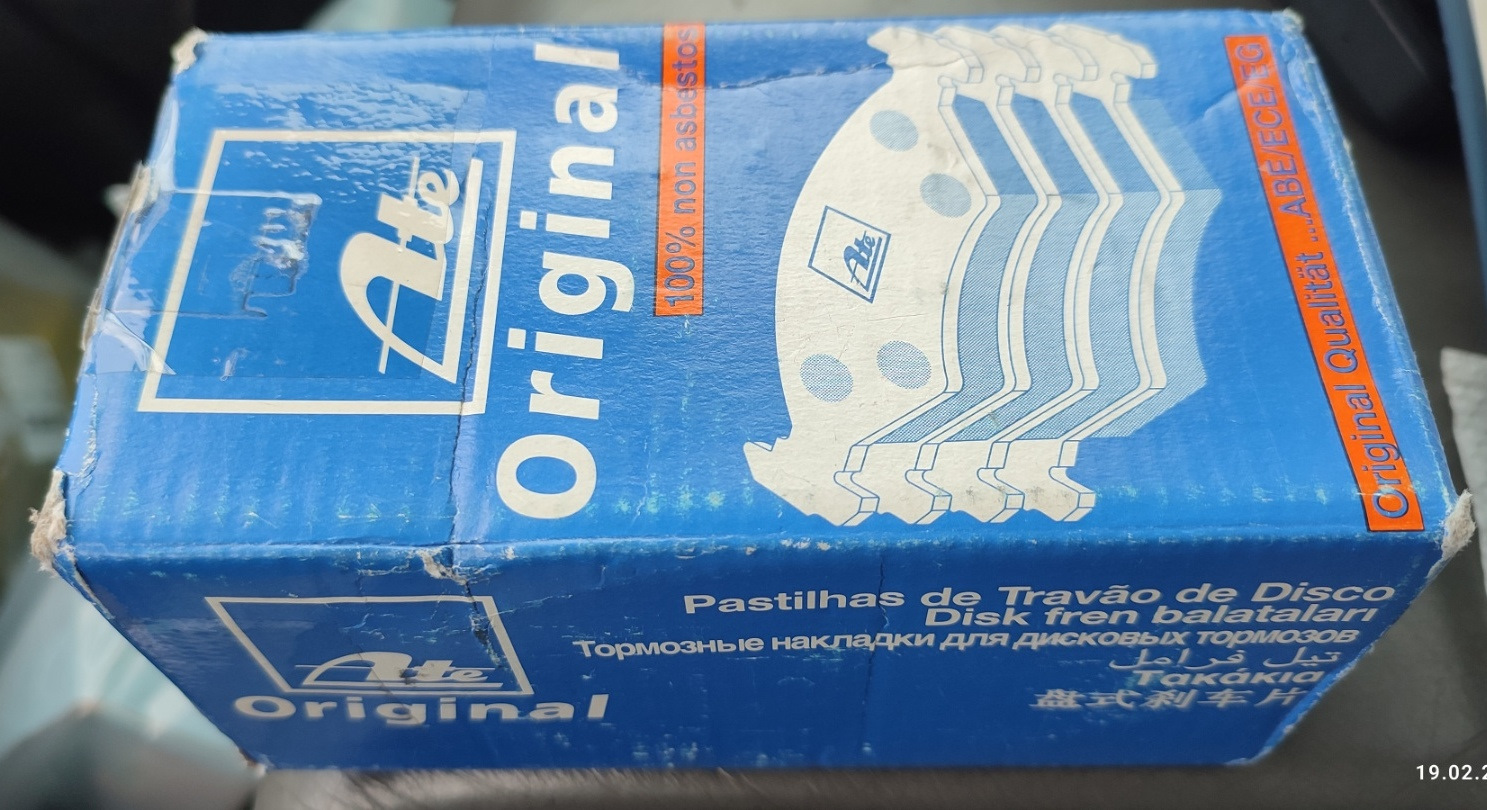 Ate
Original
100% non asbestos
Ate
Original Qualität ... ABE/ECE/EG
Ate
Original
Pastilhas de Travão de Disco
Disk fren balataları
Тормозные накладки для дисковых тормозов
تيل فرامل
Τακάκια
盘式刹车片
19.02.2